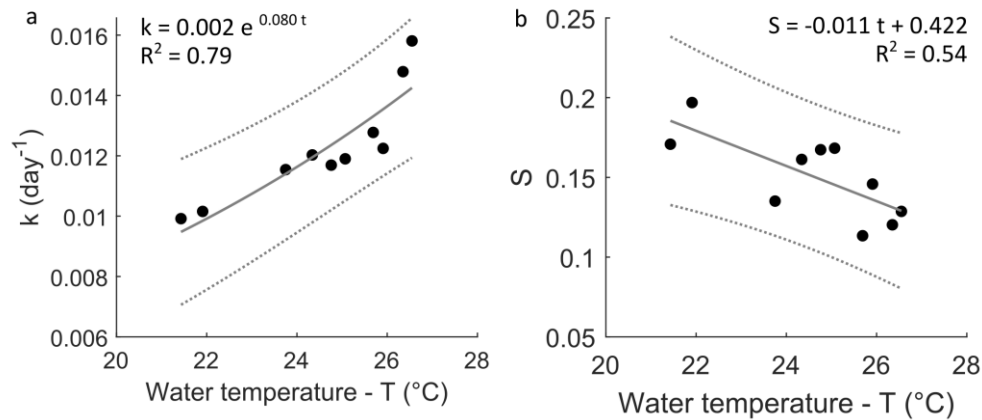 a
k = 0.002 e^0.080 t
R² = 0.79
0.016
0.014
0.012
0.01
0.008
0.006
k (day⁻¹)
20
22
24
26
28
Water temperature - T (°C)
b
S = -0.011 t + 0.422
R² = 0.54
0.25
0.2
0.15
0.1
0.05
S
20
22
24
26
28
Water temperature - T (°C)